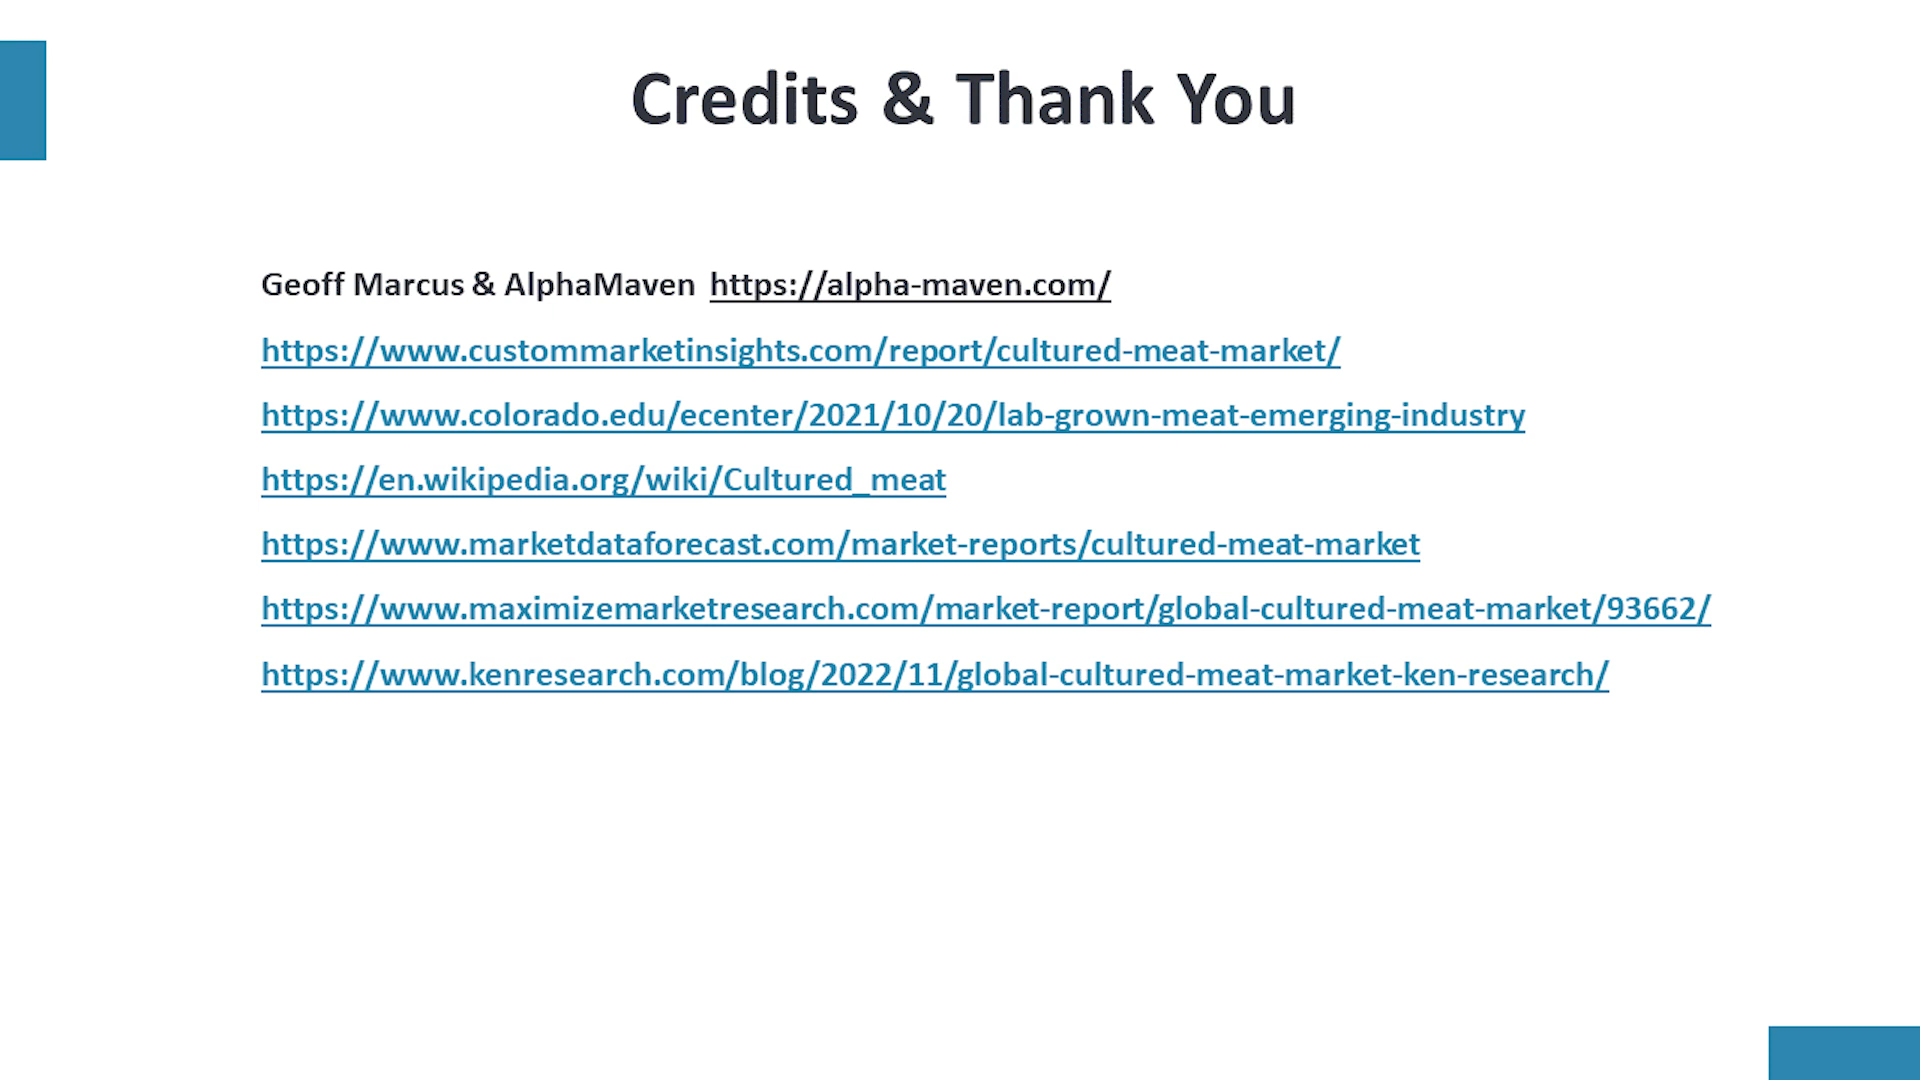 Credits & Thank You
Geoff Marcus & AlphaMaven https://alpha-maven.com/
https://www.custommarketinsights.com/report/cultured-meat-market/
https://www.colorado.edu/ecenter/2021/10/20/lab-grown-meat-emerging-industry
https://en.wikipedia.org/wiki/Cultured_meat
https://www.marketdataforecast.com/market-reports/cultured-meat-market
https://www.maximizemarketresearch.com/market-report/global-cultured-meat-market/93662/
https://www.kenresearch.com/blog/2022/11/global-cultured-meat-market-ken-research/